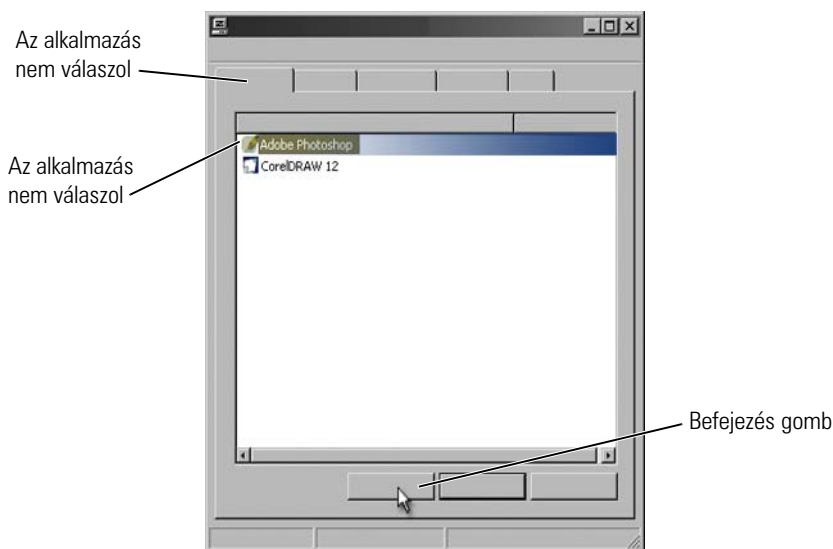 Az alkalmazás
nem válaszol
Az alkalmazás
nem válaszol
Adobe Photoshop
CorelDRAW 12
Befejezés gomb